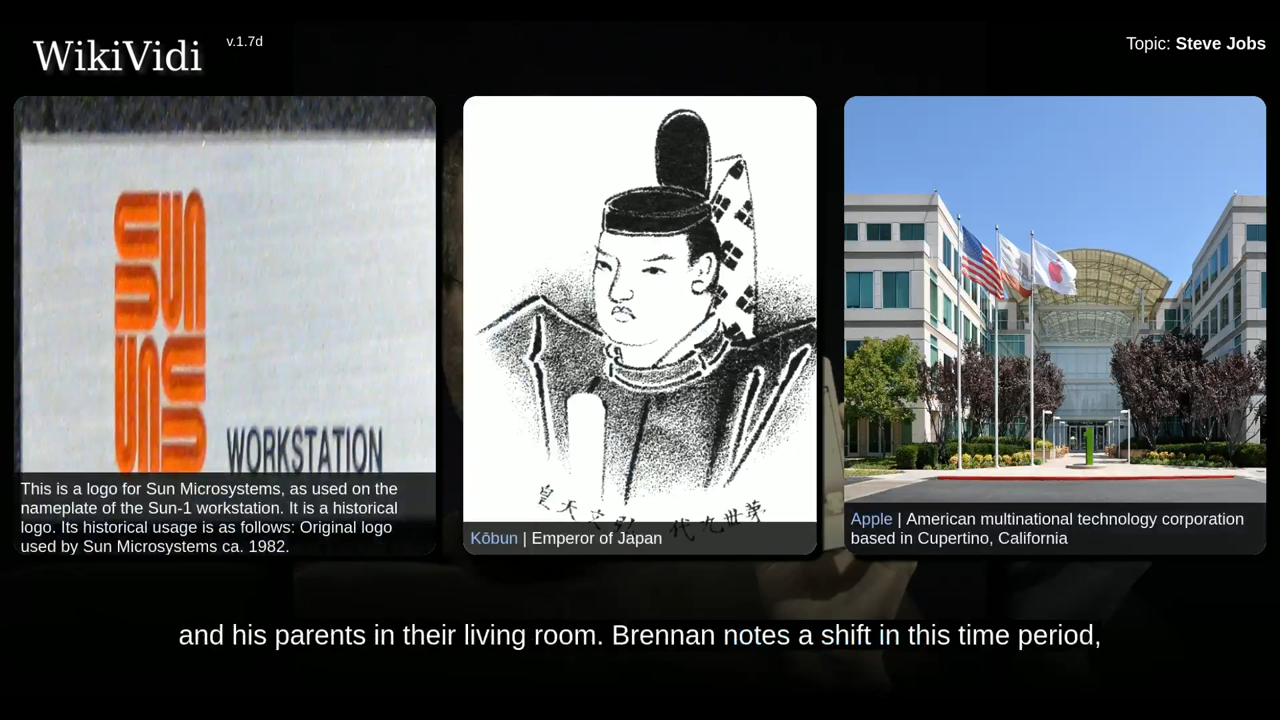 WikiVidi
v.1.7d
Topic: Steve Jobs
SUN
WORKSTATION
This is a logo for Sun Microsystems, as used on the
nameplate of the Sun-1 workstation. It is a historical
logo. Its historical usage is as follows: Original logo
used by Sun Microsystems ca. 1982.
Kōbun | Emperor of Japan
Apple | American multinational technology corporation
based in Cupertino, California
and his parents in their living room. Brennan notes a shift in this time period,